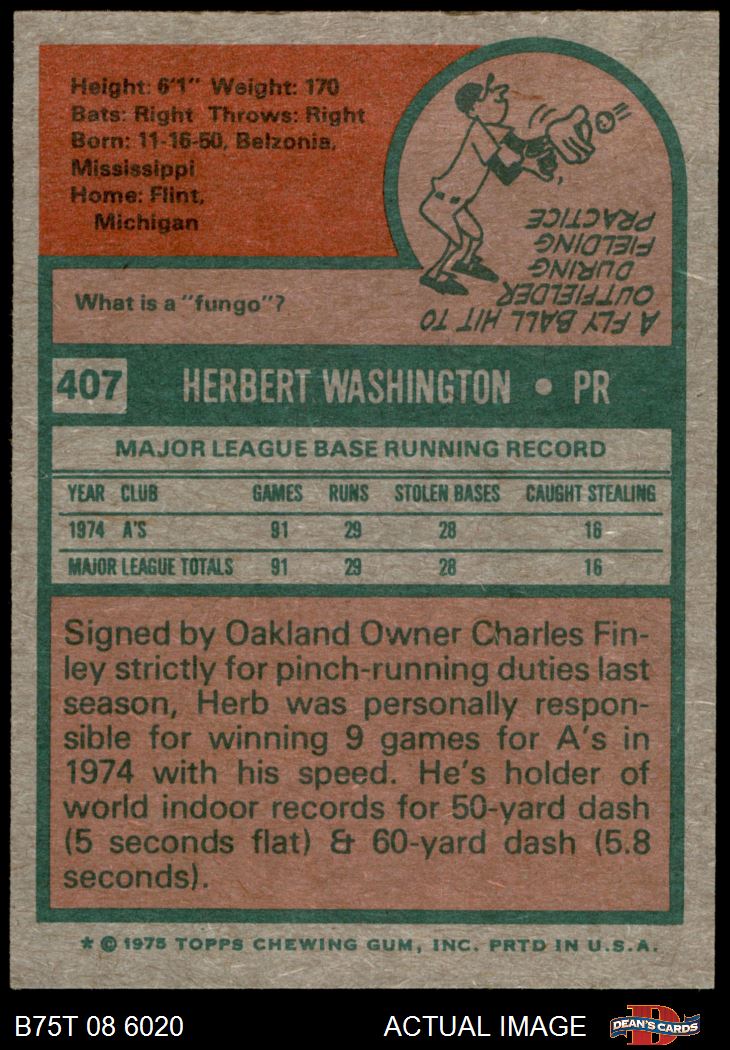 Height: 6'1" Weight: 170
Bats: Right Throws: Right
Born: 11-16-50, Belzonia,
Mississippi
Home: Flint,
Michigan
What is a "fungo"?
A FLY BALL HIT TO
OUTFIELDER
DURING
FIELDING
PRACTICE
407 HERBERT WASHINGTON • PR
MAJOR LEAGUE BASE RUNNING RECORD
YEAR CLUB GAMES RUNS STOLEN BASES CAUGHT STEALING
1974 A'S 91 29 28 16
MAJOR LEAGUE TOTALS 91 29 28 16
Signed by Oakland Owner Charles Fin-
ley strictly for pinch-running duties last
season, Herb was personally respon-
sible for winning 9 games for A's in
1974 with his speed. He's holder of
world indoor records for 50-yard dash
(5 seconds flat) & 60-yard dash (5.8
seconds).
* © 1975 TOPPS CHEWING GUM, INC. PRTD IN U.S.A.
B75T 08 6020 ACTUAL IMAGE DEAN'S CARDS